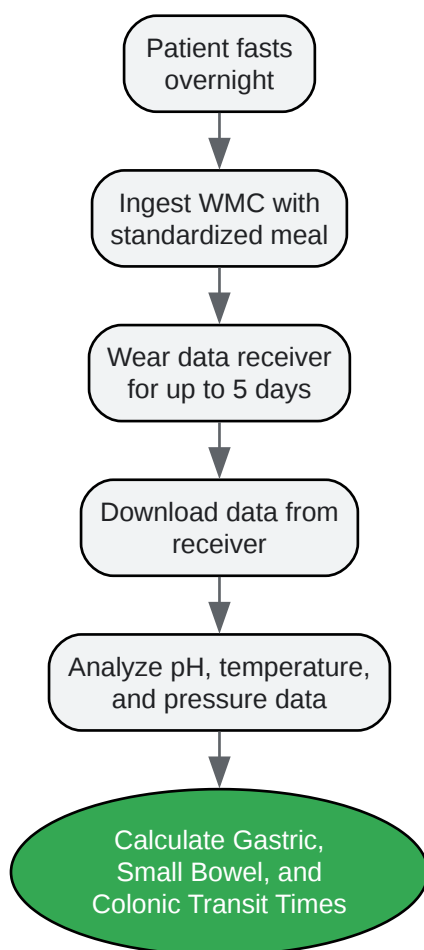 Patient fasts
overnight
Ingest WMC with
standardized meal
Wear data receiver
for up to 5 days
Download data from
receiver
Analyze pH, temperature,
and pressure data
Calculate Gastric,
Small Bowel, and
Colonic Transit Times